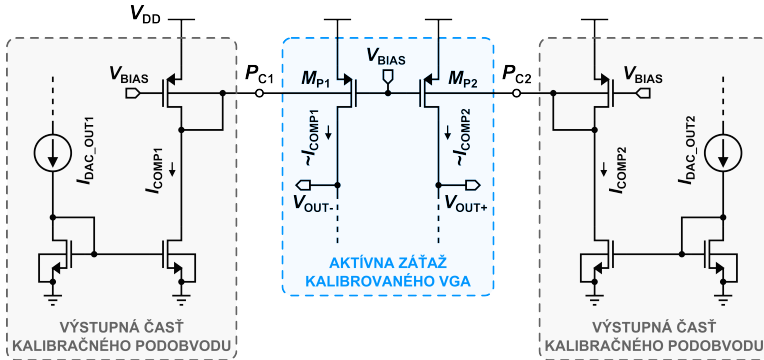 VDD
VBIAS
PC1
MP1
VBIAS
MP2
PC2
VBIAS
IDAC_OUT1
ICOMP1
~ICOMP1
~ICOMP2
ICOMP2
IDAC_OUT2
VOUT-
VOUT+
AKTÍVNA ZÁŤAŽ
KALIBROVANÉHO VGA
VÝSTUPNÁ ČASŤ
KALIBRAČNÉHO PODOBVODU
VÝSTUPNÁ ČASŤ
KALIBRAČNÉHO PODOBVODU